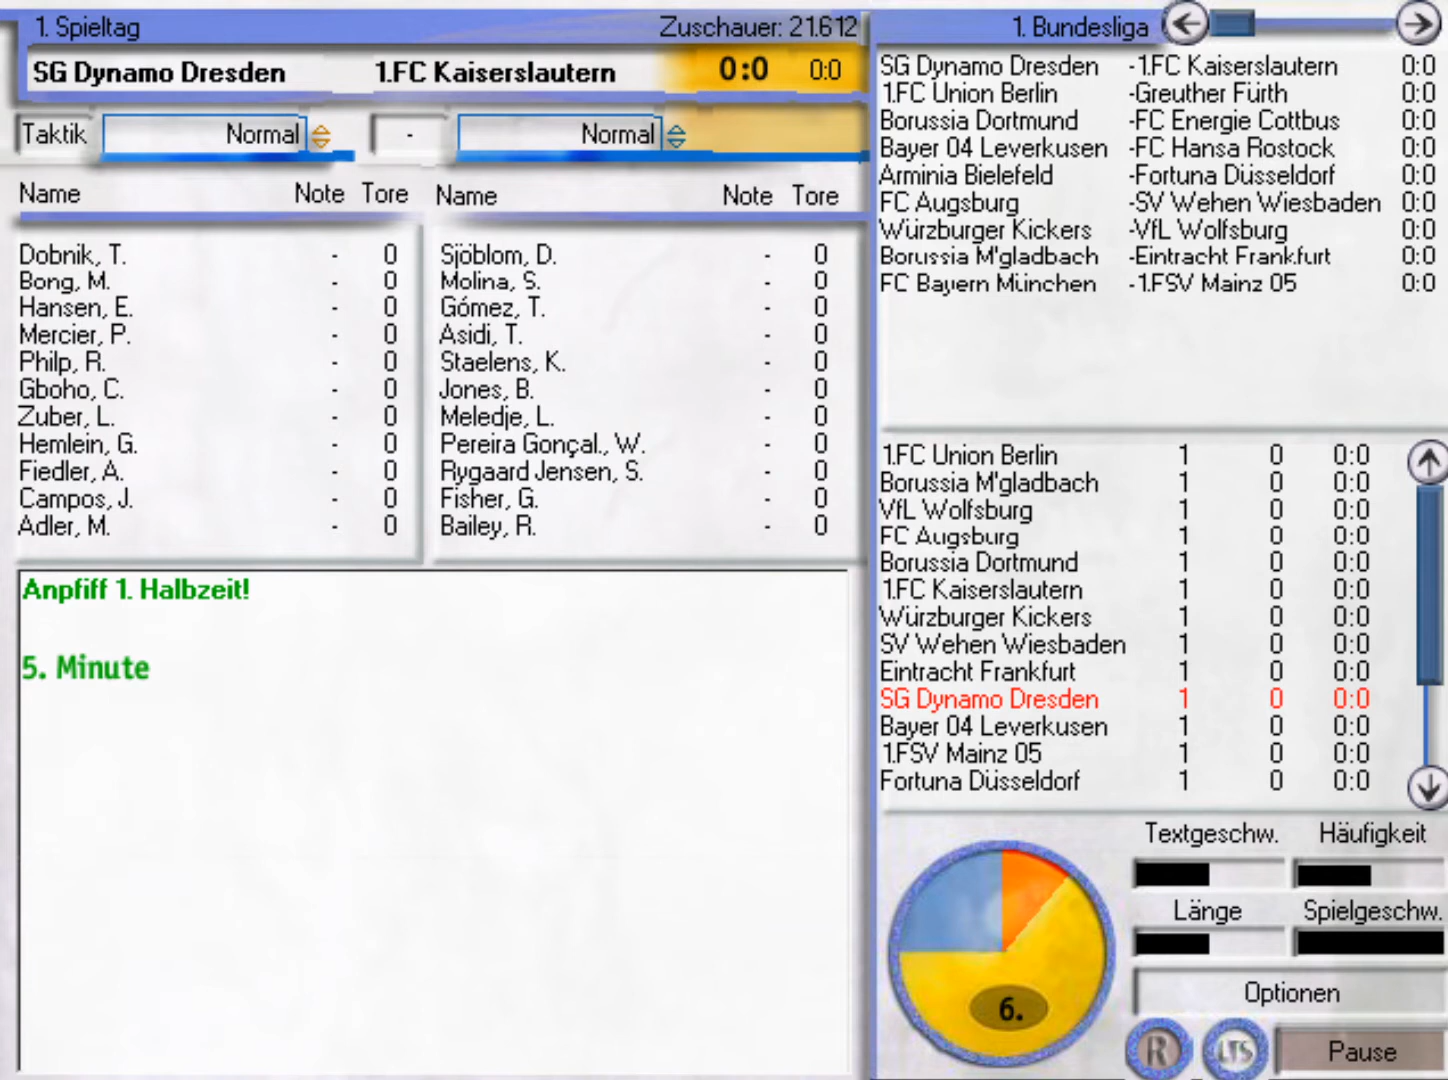 1. Spieltag Zuschauer: 21.612
SG Dynamo Dresden 1.FC Kaiserslautern 0:0 0:0
Taktik Normal - Normal
Name Note Tore Name Note Tore
Dobnik, T. - 0 Sjöblom, D. - 0
Bong, M. - 0 Molina, S. - 0
Hansen, E. - 0 Gómez, T. - 0
Mercier, P. - 0 Asidi, T. - 0
Philp, R. - 0 Staelens, K. - 0
Gboho, C. - 0 Jones, B. - 0
Zuber, L. - 0 Meledje, L. - 0
Hemlein, G. - 0 Pereira Gonçal., W. - 0
Fiedler, A. - 0 Rygaard Jensen, S. - 0
Campos, J. - 0 Fisher, G. - 0
Adler, M. - 0 Bailey, R. - 0
Anpfiff 1. Halbzeit!
5. Minute
1. Bundesliga
SG Dynamo Dresden -1.FC Kaiserslautern 0:0
1.FC Union Berlin -Greuther Fürth 0:0
Borussia Dortmund -FC Energie Cottbus 0:0
Bayer 04 Leverkusen -FC Hansa Rostock 0:0
Arminia Bielefeld -Fortuna Düsseldorf 0:0
FC Augsburg -SV Wehen Wiesbaden 0:0
Würzburger Kickers -VfL Wolfsburg 0:0
Borussia M'gladbach -Eintracht Frankfurt 0:0
FC Bayern München -1.FSV Mainz 05 0:0
1.FC Union Berlin 1 0 0:0
Borussia M'gladbach 1 0 0:0
VfL Wolfsburg 1 0 0:0
FC Augsburg 1 0 0:0
Borussia Dortmund 1 0 0:0
1.FC Kaiserslautern 1 0 0:0
Würzburger Kickers 1 0 0:0
SV Wehen Wiesbaden 1 0 0:0
Eintracht Frankfurt 1 0 0:0
SG Dynamo Dresden 1 0 0:0
Bayer 04 Leverkusen 1 0 0:0
1.FSV Mainz 05 1 0 0:0
Fortuna Düsseldorf 1 0 0:0
Textgeschw. Häufigkeit
Länge Spielgeschw.
6.
Optionen
R LTS Pause